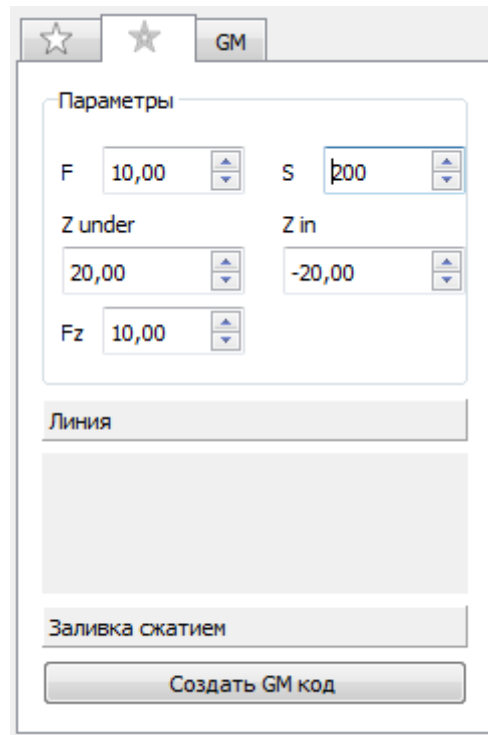 GM
Параметры
F 10,00 S 200
Z under Z in
20,00 -20,00
Fz 10,00
Линия
Заливка сжатием
Создать GM код